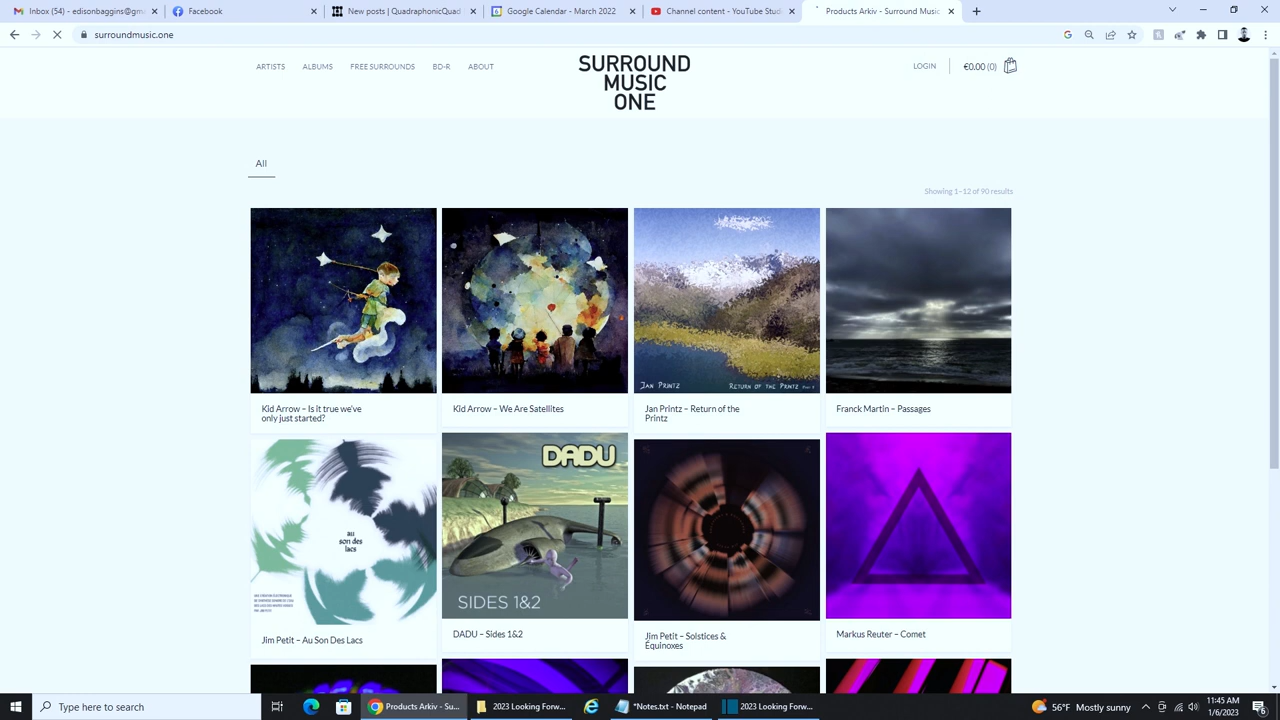 Inbox (54) - edisonbaggins@gma
Facebook
New posts | QuadraphonicQuad
Google Calendar - March 2022
Channel content - YouTube Stud
Products Arkiv - Surround Music
surroundmusic.one
ARTISTS ALBUMS FREE SURROUNDS BD-R ABOUT
SURROUND
MUSIC
ONE
LOGIN
€0.00 (0)
All
Showing 1–12 of 90 results
JAN PRINTZ
RETURN OF THE PRINTZ
Kid Arrow – Is it true we've
only just started?
Kid Arrow – We Are Satellites
Jan Printz – Return of the
Printz
Franck Martin – Passages
au
son des
lacs
DADU
SIDES 1&2
Jim Petit – Au Son Des Lacs
DADU – Sides 1&2
Jim Petit – Solstices &
Équinoxes
Markus Reuter – Comet
Type here to search
Products Arkiv - Su...
2023 Looking Forw...
*Notes.txt - Notepad
2023 Looking Forw...
56°F Mostly sunny
11:45 AM
1/6/2023